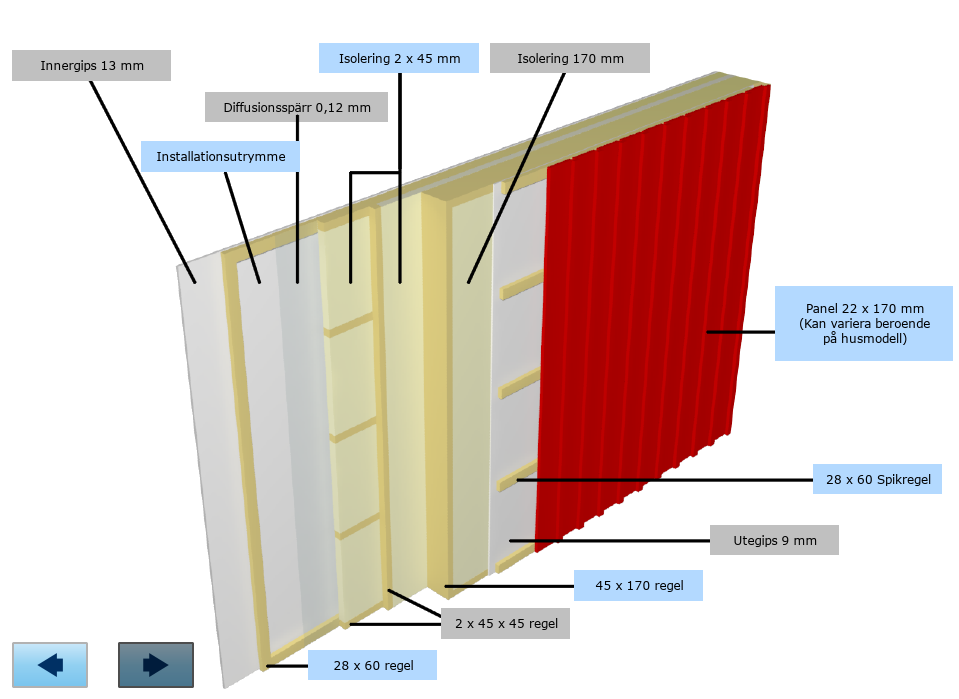 Isolering 2 x 45 mm
Isolering 170 mm
Innergips 13 mm
Diffusionsspärr 0,12 mm
Installationsutrymme
Panel 22 x 170 mm
(Kan variera beroende
på husmodell)
28 x 60 Spikregel
Utegips 9 mm
45 x 170 regel
2 x 45 x 45 regel
28 x 60 regel